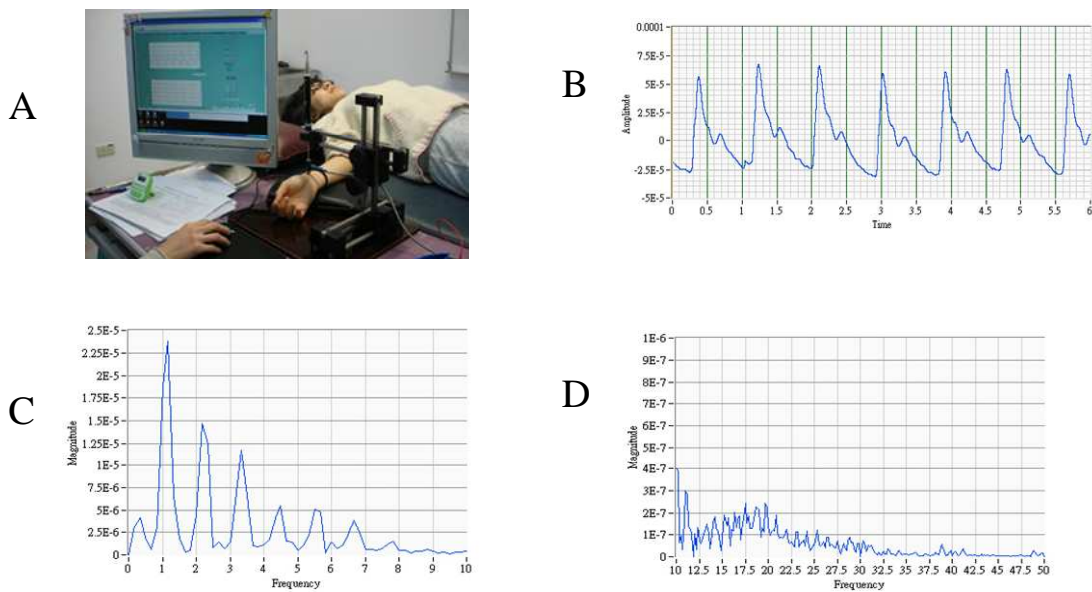 A
B
0.0001
7.5E-5
5E-5
2.5E-5
0
-2.5E-5
-5E-5
Amplitude
0 0.5 1 1.5 2 2.5 3 3.5 4 4.5 5 5.5 6
Time
C
2.5E-5
2.25E-5
2E-5
1.75E-5
1.5E-5
1.25E-5
1E-5
7.5E-6
5E-6
2.5E-6
0
Magnitude
0 1 2 3 4 5 6 7 8 9 10
Frequency
D
1E-6
9E-7
8E-7
7E-7
6E-7
5E-7
4E-7
3E-7
2E-7
1E-7
0
Magnitude
10 12.5 15 17.5 20 22.5 25 27.5 30 32.5 35 37.5 40 42.5 45 47.5 50
Frequency